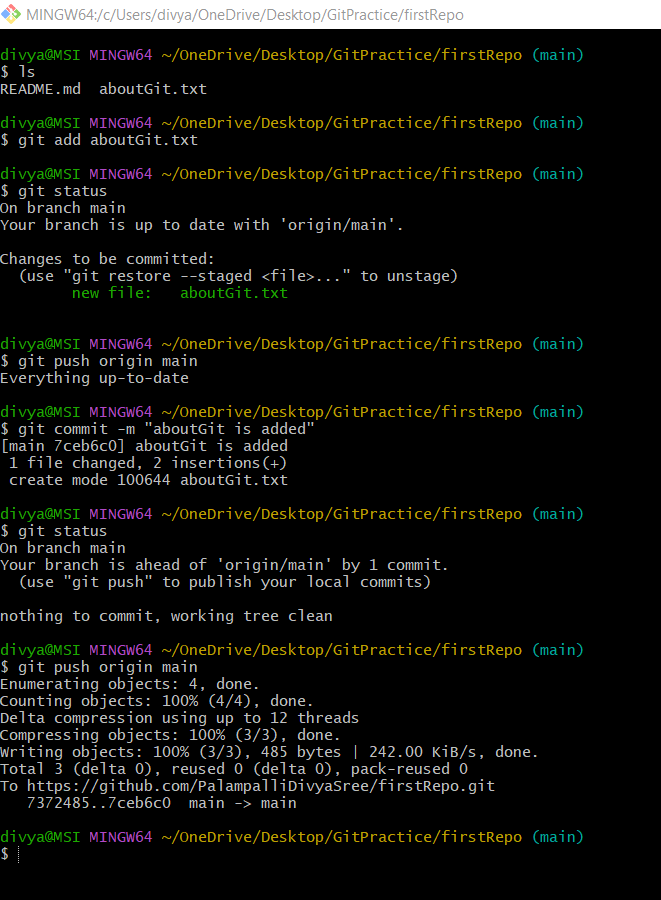 MINGW64:/c/Users/divya/OneDrive/Desktop/GitPractice/firstRepo
divya@MSI MINGW64 ~/OneDrive/Desktop/GitPractice/firstRepo (main)
$ ls
README.md  aboutGit.txt
divya@MSI MINGW64 ~/OneDrive/Desktop/GitPractice/firstRepo (main)
$ git add aboutGit.txt
divya@MSI MINGW64 ~/OneDrive/Desktop/GitPractice/firstRepo (main)
$ git status
On branch main
Your branch is up to date with 'origin/main'.
Changes to be committed:
  (use "git restore --staged <file>..." to unstage)
        new file:   aboutGit.txt
divya@MSI MINGW64 ~/OneDrive/Desktop/GitPractice/firstRepo (main)
$ git push origin main
Everything up-to-date
divya@MSI MINGW64 ~/OneDrive/Desktop/GitPractice/firstRepo (main)
$ git commit -m "aboutGit is added"
[main 7ceb6c0] aboutGit is added
 1 file changed, 2 insertions(+)
 create mode 100644 aboutGit.txt
divya@MSI MINGW64 ~/OneDrive/Desktop/GitPractice/firstRepo (main)
$ git status
On branch main
Your branch is ahead of 'origin/main' by 1 commit.
  (use "git push" to publish your local commits)
nothing to commit, working tree clean
divya@MSI MINGW64 ~/OneDrive/Desktop/GitPractice/firstRepo (main)
$ git push origin main
Enumerating objects: 4, done.
Counting objects: 100% (4/4), done.
Delta compression using up to 12 threads
Compressing objects: 100% (3/3), done.
Writing objects: 100% (3/3), 485 bytes | 242.00 KiB/s, done.
Total 3 (delta 0), reused 0 (delta 0), pack-reused 0
To https://github.com/PalampalliDivyaSree/firstRepo.git
   7372485..7ceb6c0  main -> main
divya@MSI MINGW64 ~/OneDrive/Desktop/GitPractice/firstRepo (main)
$